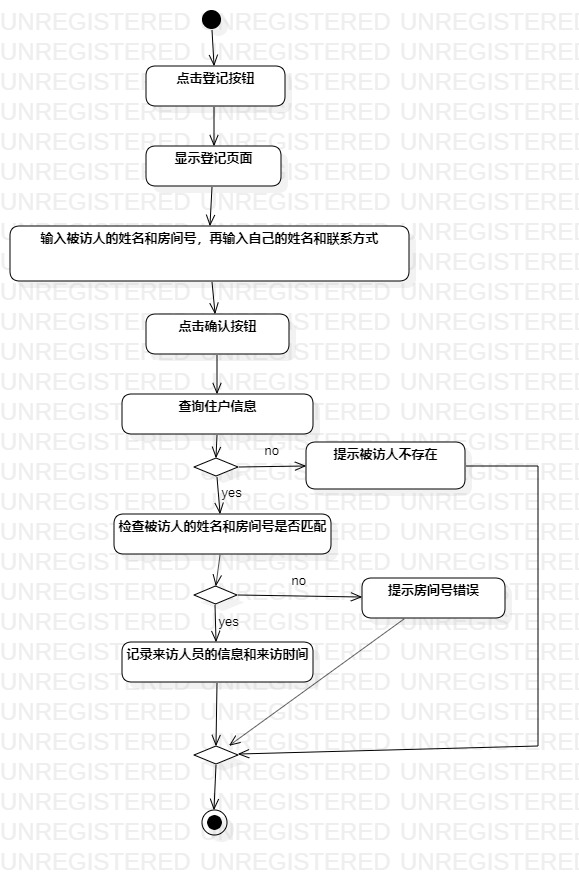 点击登记按钮
显示登记页面
输入被访人的姓名和房间号，再输入自己的姓名和联系方式
点击确认按钮
查询住户信息
no
提示被访人不存在
yes
检查被访人的姓名和房间号是否匹配
no
提示房间号错误
yes
记录来访人员的信息和来访时间
UNREGISTERED